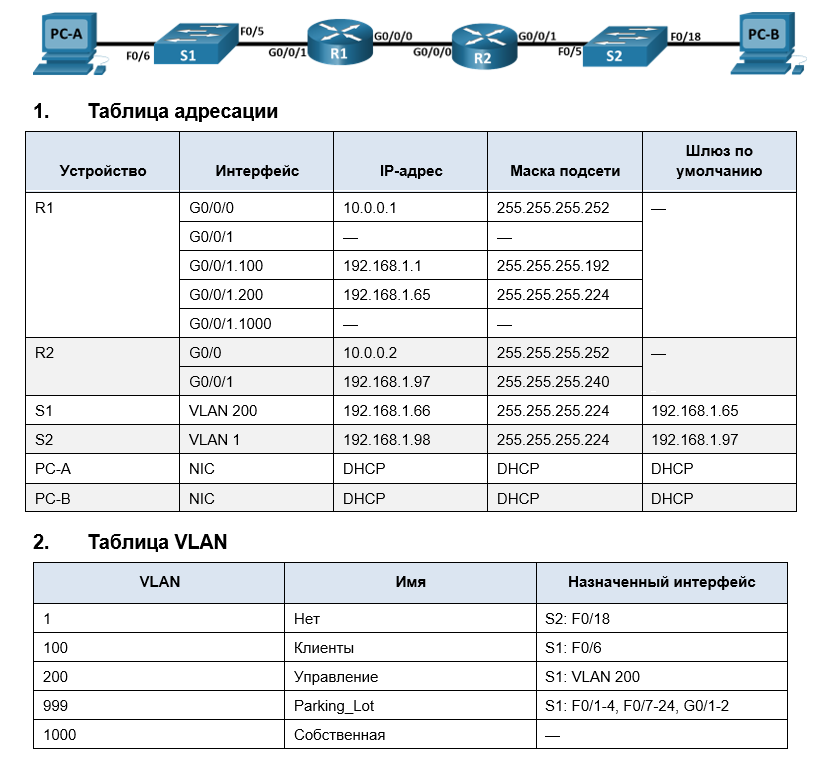 PC-A F0/6 S1 F0/5 G0/0/1 R1 G0/0/0 G0/0/0 R2 G0/0/1 F0/5 S2 F0/18 PC-B
1. Таблица адресации
Устройство Интерфейс IP-адрес Маска подсети Шлюз по
умолчанию
R1 G0/0/0 10.0.0.1 255.255.255.252 —
G0/0/1 — —
G0/0/1.100 192.168.1.1 255.255.255.192
G0/0/1.200 192.168.1.65 255.255.255.224
G0/0/1.1000 — —
R2 G0/0 10.0.0.2 255.255.255.252 —
G0/0/1 192.168.1.97 255.255.255.240
S1 VLAN 200 192.168.1.66 255.255.255.224 192.168.1.65
S2 VLAN 1 192.168.1.98 255.255.255.224 192.168.1.97
PC-A NIC DHCP DHCP DHCP
PC-B NIC DHCP DHCP DHCP
2. Таблица VLAN
VLAN Имя Назначенный интерфейс
1 Нет S2: F0/18
100 Клиенты S1: F0/6
200 Управление S1: VLAN 200
999 Parking_Lot S1: F0/1-4, F0/7-24, G0/1-2
1000 Собственная —